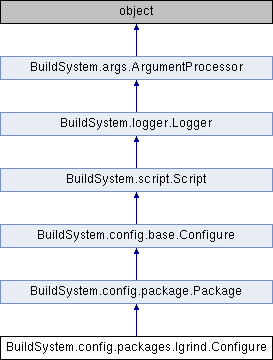 object
BuildSystem.args.ArgumentProcessor
BuildSystem.logger.Logger
BuildSystem.script.Script
BuildSystem.config.base.Configure
BuildSystem.config.package.Package
BuildSystem.config.packages.lgrind.Configure